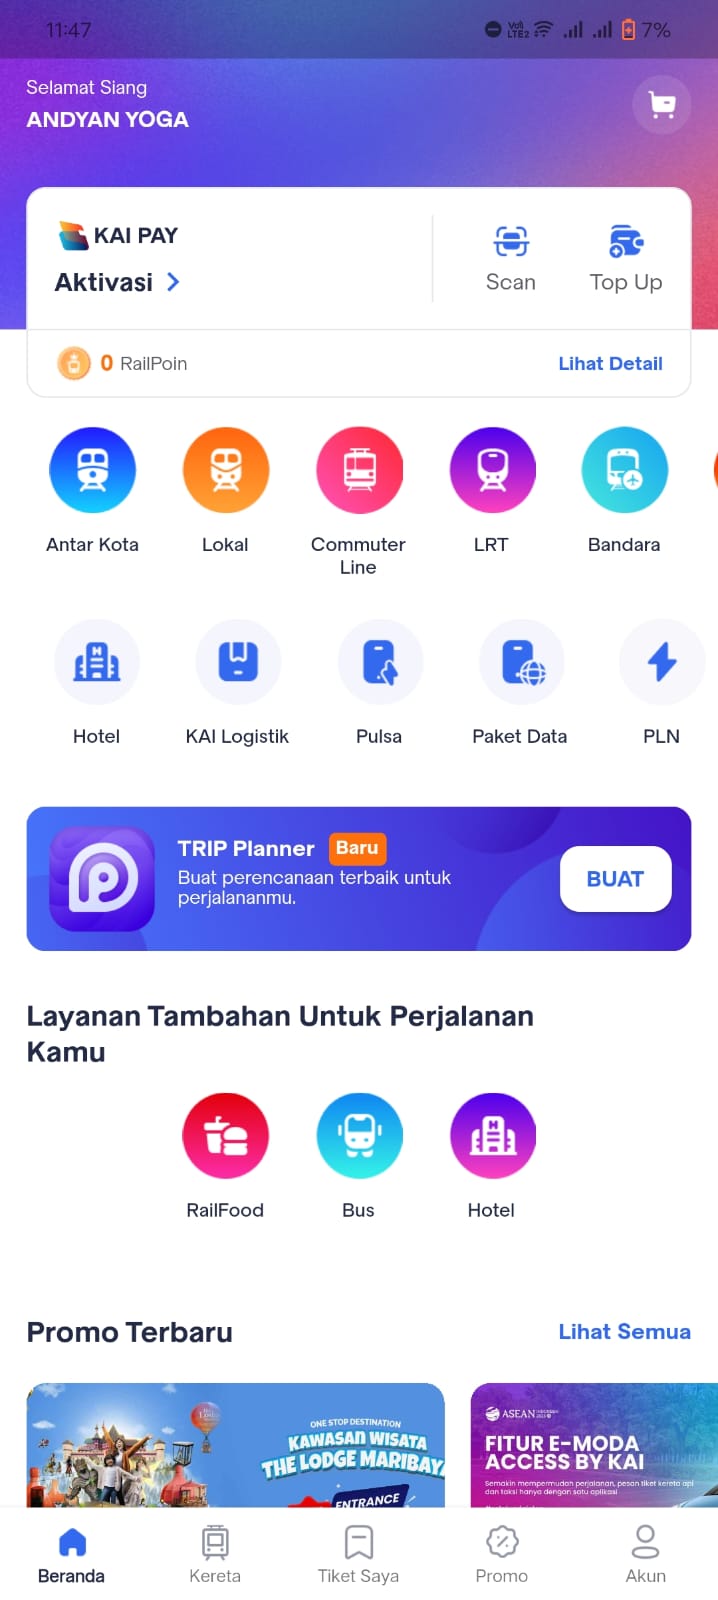 11:47
Vo)) LTE2
7%
Selamat Siang
ANDYAN YOGA
KAI PAY
Aktivasi
Scan
Top Up
0 RailPoin
Lihat Detail
Antar Kota
Lokal
Commuter
Line
LRT
Bandara
Hotel
KAI Logistik
Pulsa
Paket Data
PLN
TRIP Planner
Baru
Buat perencanaan terbaik untuk
perjalananmu.
BUAT
Layanan Tambahan Untuk Perjalanan
Kamu
RailFood
Bus
Hotel
Promo Terbaru
Lihat Semua
ONE STOP DESTINATION
KAWASAN WISATA
THE LODGE MARIBAYA
ENTRANCE
ASEAN
FITUR E-MODA
ACCESS BY KAI
Semakin mempermudah perjalanan, pesan tiket kereta api
dan taksi hanya dengan satu aplikasi
Beranda
Kereta
Tiket Saya
Promo
Akun